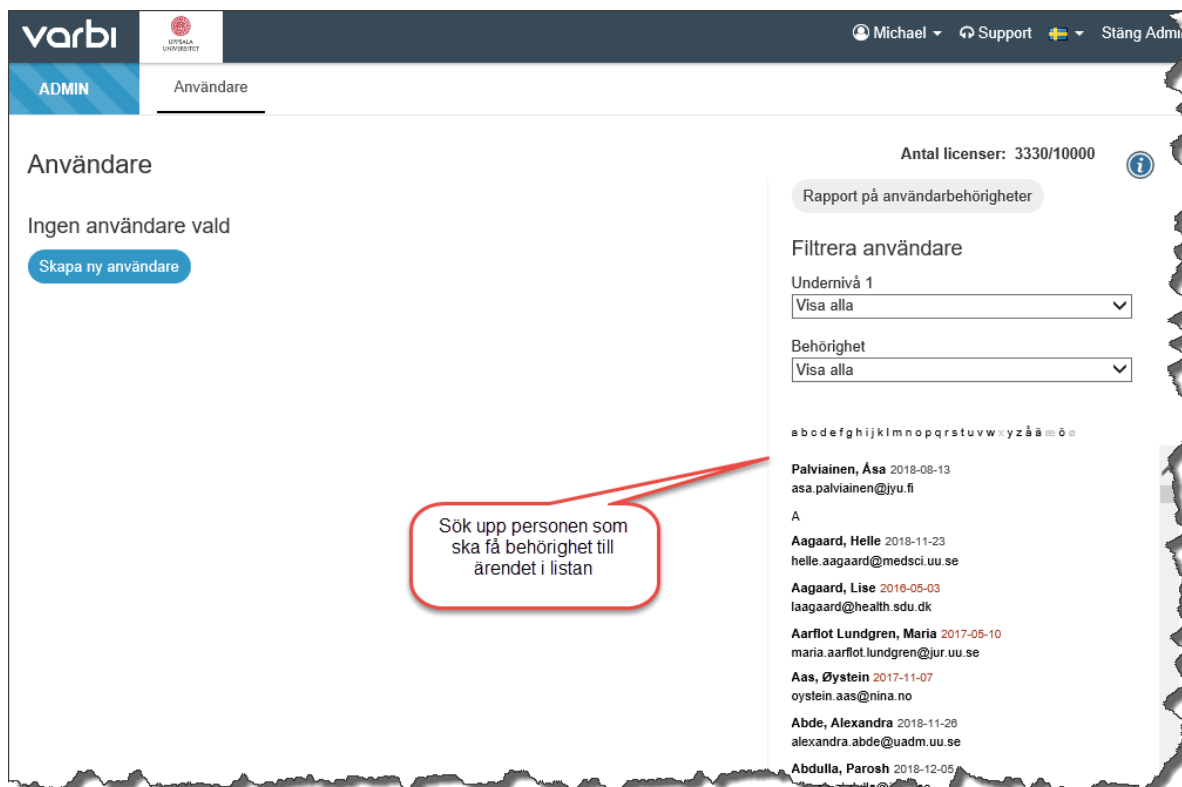 varbi
UPPSALA
UNIVERSITET
Michael
Support
Stäng Admi
ADMIN
Användare
Användare
Antal licenser: 3330/10000
Rapport på användarbehörigheter
Ingen användare vald
Skapa ny användare
Filtrera användare
Undernivå 1
Visa alla
Behörighet
Visa alla
a b c d e f g h i j k l m n o p q r s t u v w x y z å ä æ ö ø
Sök upp personen som
ska få behörighet till
ärendet i listan
Palviainen, Åsa 2018-08-13
asa.palviainen@jyu.fi
A
Aagaard, Helle 2018-11-23
helle.aagaard@medsci.uu.se
Aagaard, Lise 2016-05-03
laagaard@health.sdu.dk
Aarflot Lundgren, Maria 2017-05-10
maria.aarflot.lundgren@jur.uu.se
Aas, Øystein 2017-11-07
oystein.aas@nina.no
Abde, Alexandra 2018-11-26
alexandra.abde@uadm.uu.se
Abdulla, Parosh 2018-12-05